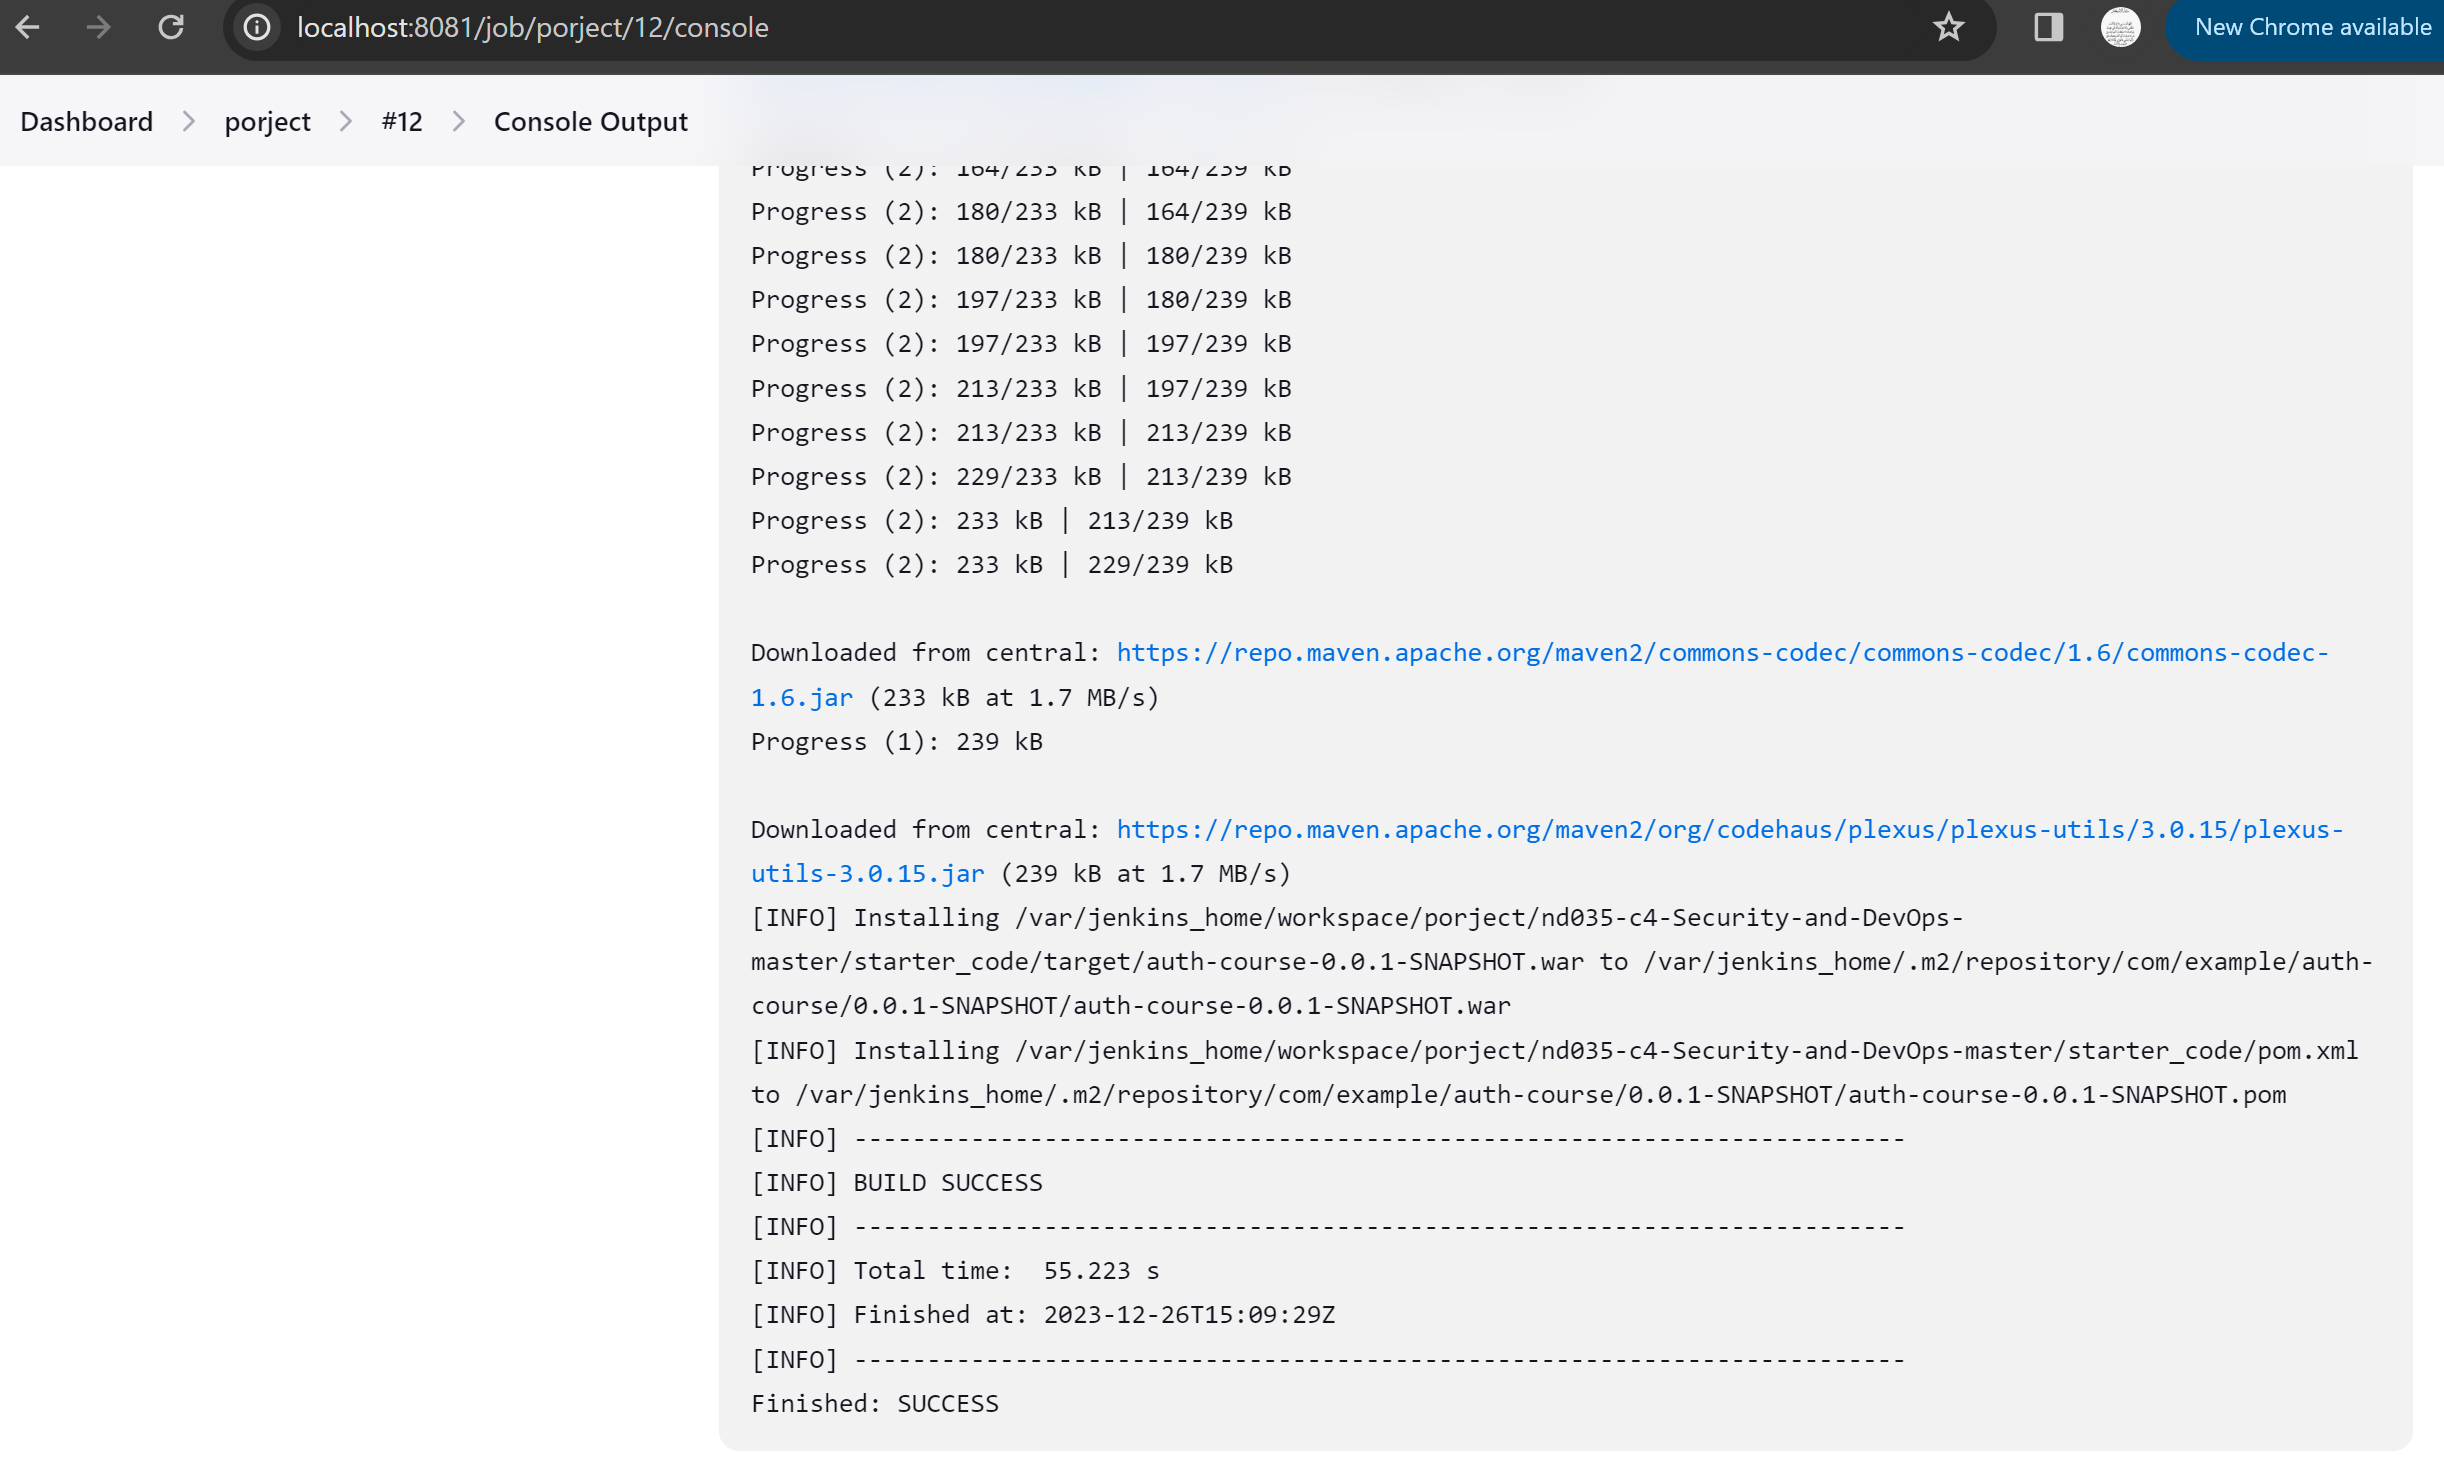 localhost:8081/job/porject/12/console
New Chrome available
Dashboard > porject > #12 > Console Output
Progress (2): 164/233 kB | 164/239 kB
Progress (2): 180/233 kB | 164/239 kB
Progress (2): 180/233 kB | 180/239 kB
Progress (2): 197/233 kB | 180/239 kB
Progress (2): 197/233 kB | 197/239 kB
Progress (2): 213/233 kB | 197/239 kB
Progress (2): 213/233 kB | 213/239 kB
Progress (2): 229/233 kB | 213/239 kB
Progress (2): 233 kB | 213/239 kB
Progress (2): 233 kB | 229/239 kB
Downloaded from central: https://repo.maven.apache.org/maven2/commons-codec/commons-codec/1.6/commons-codec-
1.6.jar (233 kB at 1.7 MB/s)
Progress (1): 239 kB
Downloaded from central: https://repo.maven.apache.org/maven2/org/codehaus/plexus/plexus-utils/3.0.15/plexus-
utils-3.0.15.jar (239 kB at 1.7 MB/s)
[INFO] Installing /var/jenkins_home/workspace/porject/nd035-c4-Security-and-DevOps-
master/starter_code/target/auth-course-0.0.1-SNAPSHOT.war to /var/jenkins_home/.m2/repository/com/example/auth-
course/0.0.1-SNAPSHOT/auth-course-0.0.1-SNAPSHOT.war
[INFO] Installing /var/jenkins_home/workspace/porject/nd035-c4-Security-and-DevOps-master/starter_code/pom.xml
to /var/jenkins_home/.m2/repository/com/example/auth-course/0.0.1-SNAPSHOT/auth-course-0.0.1-SNAPSHOT.pom
[INFO] ------------------------------------------------------------------------
[INFO] BUILD SUCCESS
[INFO] ------------------------------------------------------------------------
[INFO] Total time:  55.223 s
[INFO] Finished at: 2023-12-26T15:09:29Z
[INFO] ------------------------------------------------------------------------
Finished: SUCCESS